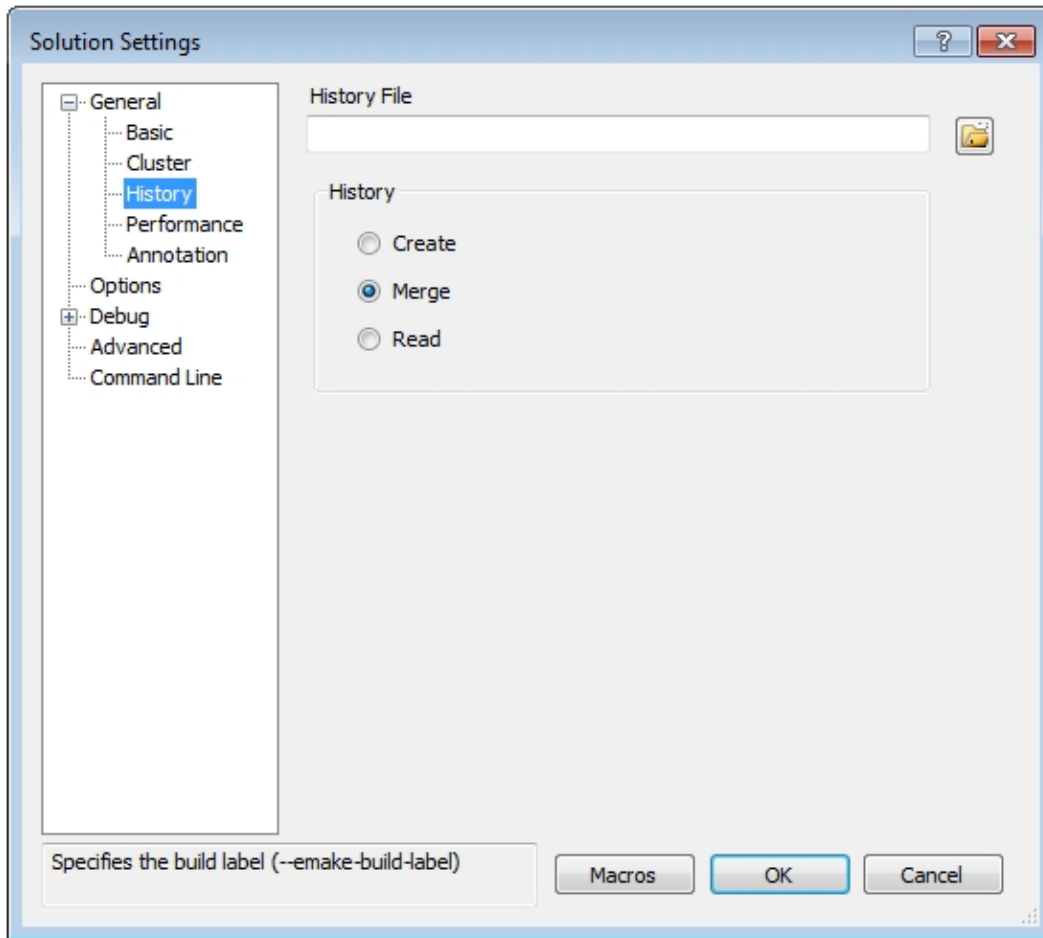 Solution Settings
General
Basic
Cluster
History
Performance
Annotation
Options
Debug
Advanced
Command Line
History File
History
Create
Merge
Read
Specifies the build label (--emake-build-label)
Macros
OK
Cancel